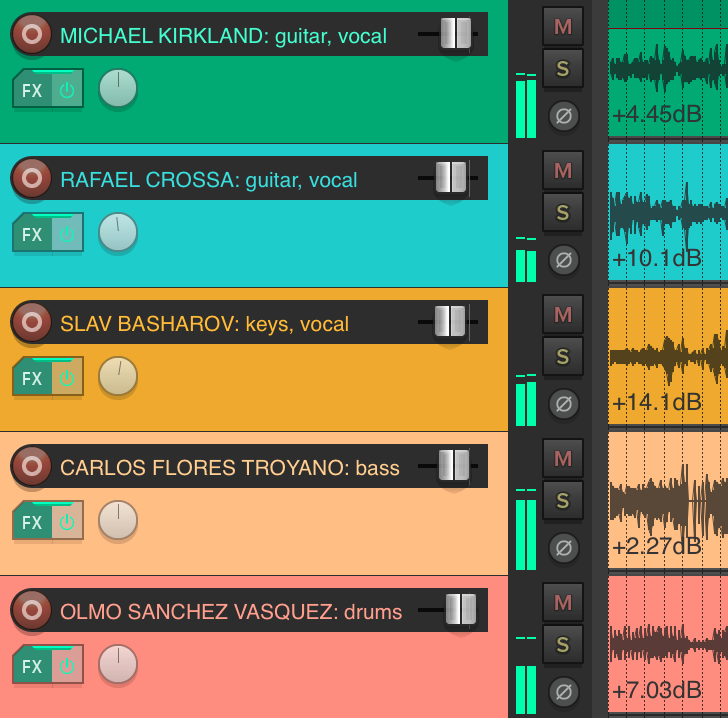 MICHAEL KIRKLAND: guitar, vocal
M
FX
S
+4.45dB
RAFAEL CROSSA: guitar, vocal
M
FX
S
+10.1dB
SLAV BASHAROV: keys, vocal
M
FX
S
+14.1dB
CARLOS FLORES TROYANO: bass
M
FX
S
+2.27dB
OLMO SANCHEZ VASQUEZ: drums
M
FX
S
+7.03dB